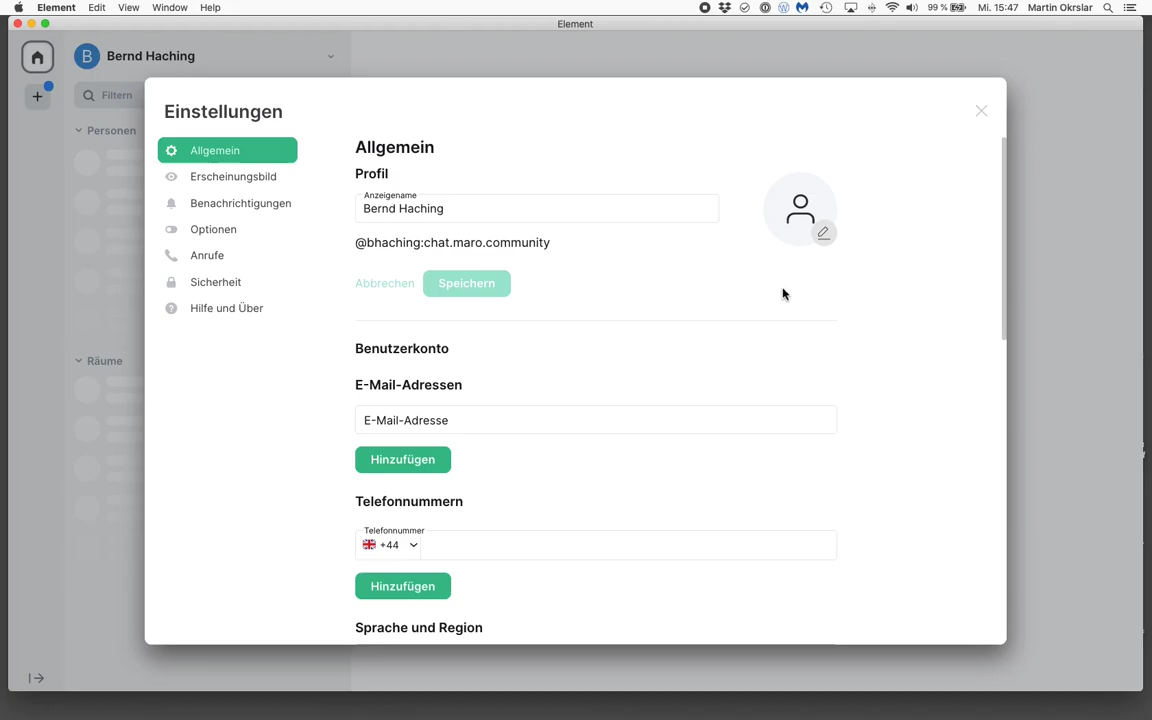 Element Edit View Window Help 99 % Mi. 15:47 Martin Okrslar
Element
B Bernd Haching
Filtern
Personen
Räume
Einstellungen
Allgemein
Erscheinungsbild
Benachrichtigungen
Optionen
Anrufe
Sicherheit
Hilfe und Über
Allgemein
Profil
Anzeigename
Bernd Haching
@bhaching:chat.maro.community
Abbrechen Speichern
Benutzerkonto
E-Mail-Adressen
E-Mail-Adresse
Hinzufügen
Telefonnummern
Telefonnummer
+44
Hinzufügen
Sprache und Region